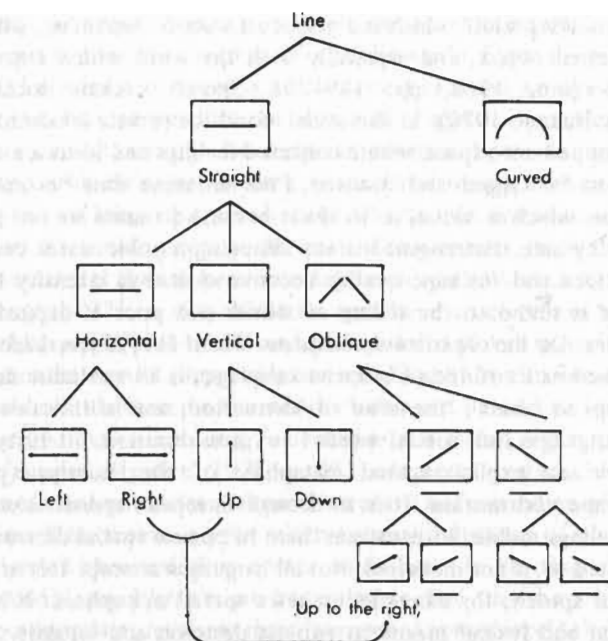 Line
Straight Curved
Horizontal Vertical Oblique
Left Right Up Down
Up to the right,